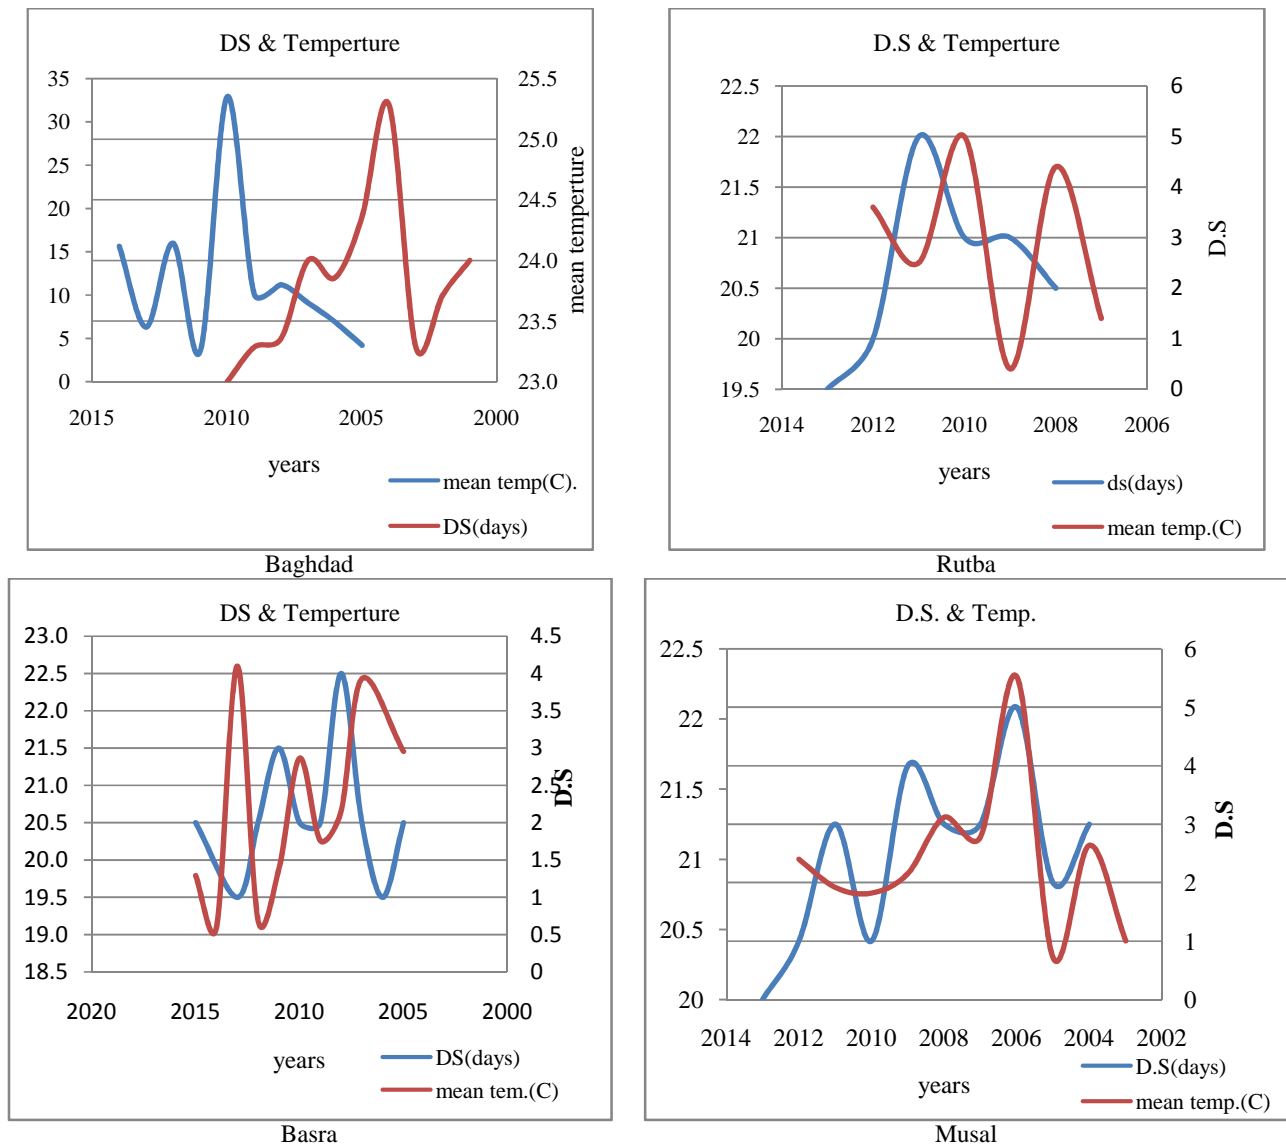 DS & Temperture
35
30
25
20
15
10
5
0
25.5
25.0
24.5
24.0
23.5
23.0
mean temperture
2015 2010 2005 2000
years
mean temp(C).
DS(days)
Baghdad
D.S & Temperture
22.5
22
21.5
21
20.5
20
19.5
6
5
4
3
2
1
0
D.S
2014 2012 2010 2008 2006
years
ds(days)
mean temp.(C)
Rutba
DS & Temperture
23.0
22.5
22.0
21.5
21.0
20.5
20.0
19.5
19.0
18.5
4.5
4
3.5
3
2.5
2
1.5
1
0.5
0
D.S
2020 2015 2010 2005 2000
years
DS(days)
mean tem.(C)
Basra
D.S. & Temp.
22.5
22
21.5
21
20.5
20
6
5
4
3
2
1
0
D.S
2014 2012 2010 2008 2006 2004 2002
years
D.S(days)
mean temp.(C)
Musal